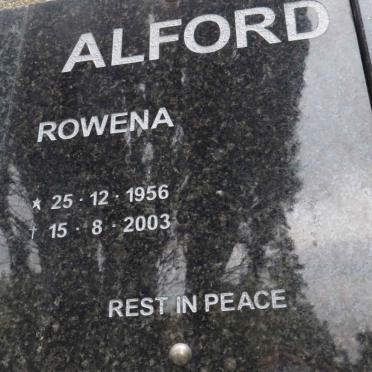 ALFORD
ROWENA
* 25 · 12 · 1956
† 15 · 8 · 2003
REST IN PEACE